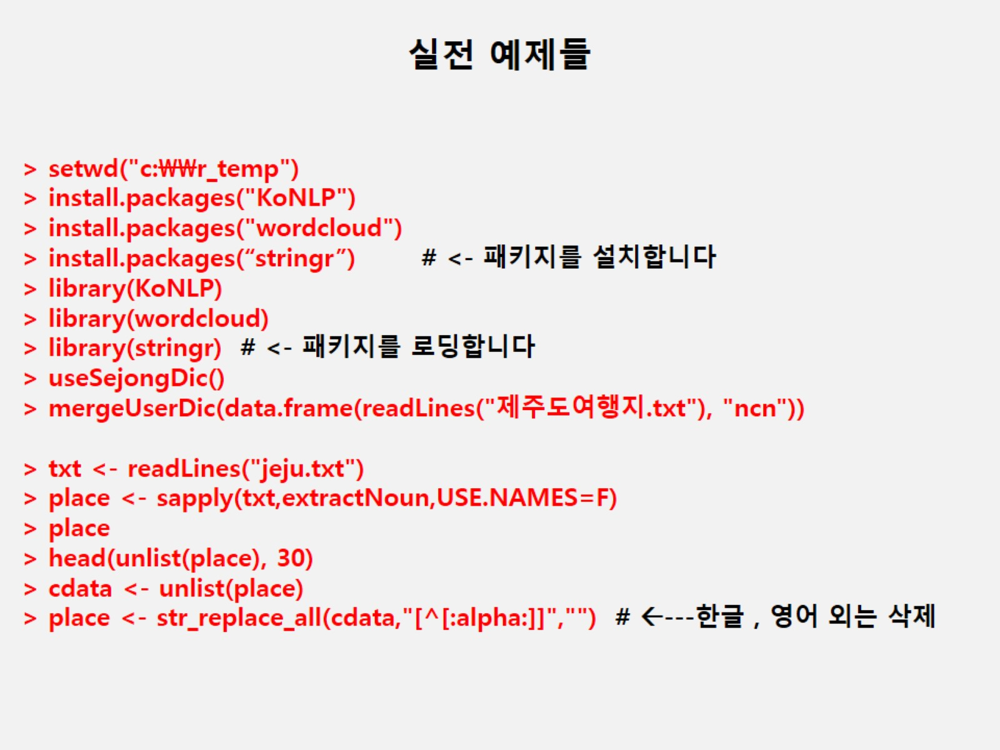 실전 예제들
> setwd("c:₩₩r_temp")
> install.packages("KoNLP")
> install.packages("wordcloud")
> install.packages(“stringr”) # <- 패키지를 설치합니다
> library(KoNLP)
> library(wordcloud)
> library(stringr) # <- 패키지를 로딩합니다
> useSejongDic()
> mergeUserDic(data.frame(readLines("제주도여행지.txt"), "ncn"))
> txt <- readLines("jeju.txt")
> place <- sapply(txt,extractNoun,USE.NAMES=F)
> place
> head(unlist(place), 30)
> cdata <- unlist(place)
> place <- str_replace_all(cdata,"[^[:alpha:]]","") # ←---한글 , 영어 외는 삭제